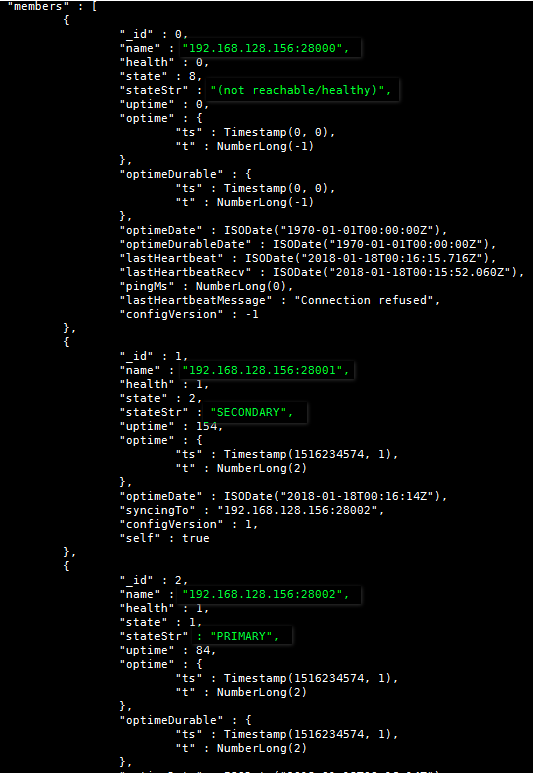 "members" : [
{
"_id" : 0,
"name" : "192.168.128.156:28000",
"health" : 0,
"state" : 8,
"stateStr" : "(not reachable/healthy)",
"uptime" : 0,
"optime" : {
"ts" : Timestamp(0, 0),
"t" : NumberLong(-1)
},
"optimeDurable" : {
"ts" : Timestamp(0, 0),
"t" : NumberLong(-1)
},
"optimeDate" : ISODate("1970-01-01T00:00:00Z"),
"optimeDurableDate" : ISODate("1970-01-01T00:00:00Z"),
"lastHeartbeat" : ISODate("2018-01-18T00:16:15.716Z"),
"lastHeartbeatRecv" : ISODate("2018-01-18T00:15:52.060Z"),
"pingMs" : NumberLong(0),
"lastHeartbeatMessage" : "Connection refused",
"configVersion" : -1
},
{
"_id" : 1,
"name" : "192.168.128.156:28001",
"health" : 1,
"state" : 2,
"stateStr" : "SECONDARY",
"uptime" : 154,
"optime" : {
"ts" : Timestamp(1516234574, 1),
"t" : NumberLong(2)
},
"optimeDate" : ISODate("2018-01-18T00:16:14Z"),
"syncingTo" : "192.168.128.156:28002",
"configVersion" : 1,
"self" : true
},
{
"_id" : 2,
"name" : "192.168.128.156:28002",
"health" : 1,
"state" : 1,
"stateStr" : "PRIMARY",
"uptime" : 84,
"optime" : {
"ts" : Timestamp(1516234574, 1),
"t" : NumberLong(2)
},
"optimeDurable" : {
"ts" : Timestamp(1516234574, 1),
"t" : NumberLong(2)
},